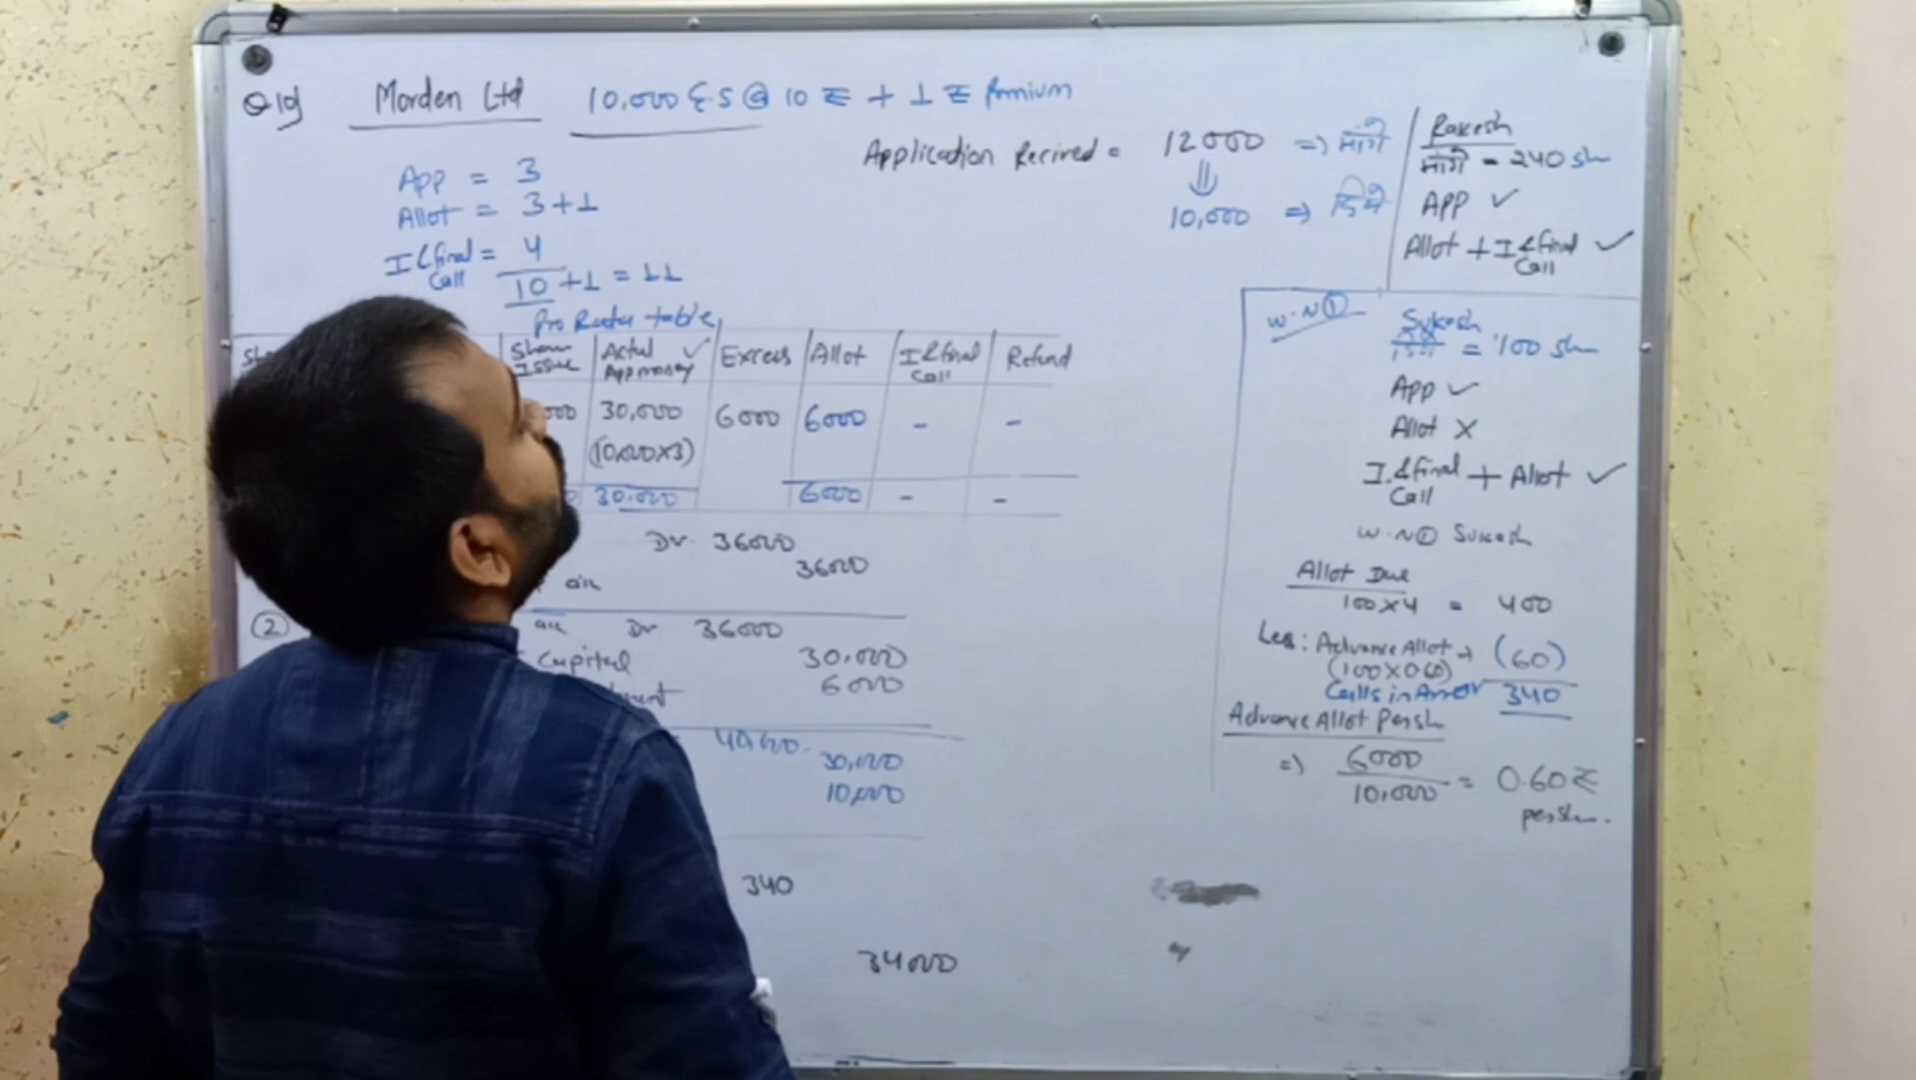 Q 19) Morden Ltd 10,000 E.S @ 10 ₹ + 1 ₹ Premium
App = 3
Allot = 3+1
I & final Call = 4
10 +1 = 11
Application Recived = 12000 => मांगे
⇓
10,000 => दिये
Rakesh
मांगे = 240 sh
APP ✓
Allot + I & final Call ✓
Pro Rata table
Share Issue | Actul App money ✓ | Excess | Allot | I & final Call | Refund
000 | 30,000 | 6000 | 6000 | - | -
(10,000×3)
0 | 30,000 | 6000 | - | -
Dr 36000
36000
a/c
②
a/c Dr 36000
Capital 30,000
6000
40,000
30,000
10,000
340
34000
W.N ①
Sukesh
दिये = 100 sh
App ✓
Allot X
I & final Call + Allot ✓
W.N ① Sukesh
Allot Due
100×4 = 400
Less: Advance Allot → (60)
(100×0.60)
Calls in Arrear 340
Advance Allot Per sh
=) 6000
10,000 = 0.60 ₹
per sh.